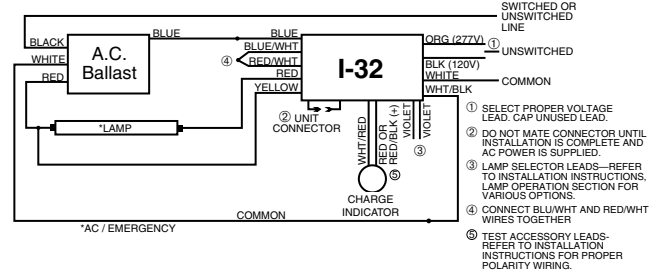 SWITCHED OR
UNSWITCHED
LINE
BLACK
BLUE
BLUE
ORG (277V)
①
BLUE/WHT
UNSWITCHED
WHITE
A.C.
Ballast
④
RED/WHT
I-32
BLK (120V)
RED
RED
WHITE
COMMON
YELLOW
WHT/BLK
② UNIT
CONNECTOR
*LAMP
WHT/RED
RED OR
RED/BLK (+)
VIOLET
VIOLET
③
⑤
CHARGE
INDICATOR
COMMON
*AC / EMERGENCY
① SELECT PROPER VOLTAGE
LEAD. CAP UNUSED LEAD.
② DO NOT MATE CONNECTOR UNTIL
INSTALLATION IS COMPLETE AND
AC POWER IS SUPPLIED.
③ LAMP SELECTOR LEADS—REFER
TO INSTALLATION INSTRUCTIONS,
LAMP OPERATION SECTION FOR
VARIOUS OPTIONS.
④ CONNECT BLU/WHT AND RED/WHT
WIRES TOGETHER
⑤ TEST ACCESSORY LEADS-
REFER TO INSTALLATION
INSTRUCTIONS FOR PROPER
POLARITY WIRING.